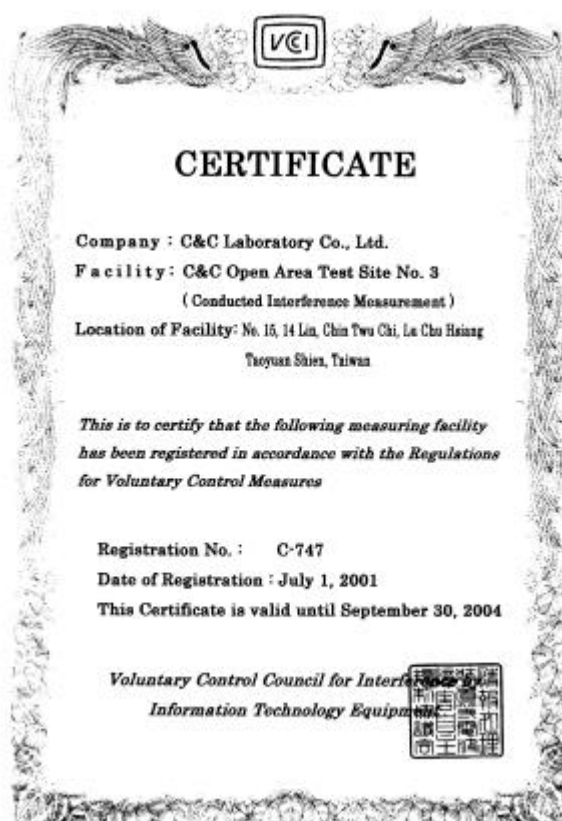 VCCI
CERTIFICATE
Company : C&C Laboratory Co., Ltd.
Facility : C&C Open Area Test Site No. 3
( Conducted Interference Measurement )
Location of Facility: No. 15, 14 Lin, Chin Twu Chi, Lu Chu Hsiang
Taoyuan Shien, Taiwan
This is to certify that the following measuring facility
has been registered in accordance with the Regulations
for Voluntary Control Measures
Registration No. : C-747
Date of Registration : July 1, 2001
This Certificate is valid until September 30, 2004
Voluntary Control Council for Interference by
Information Technology Equipment